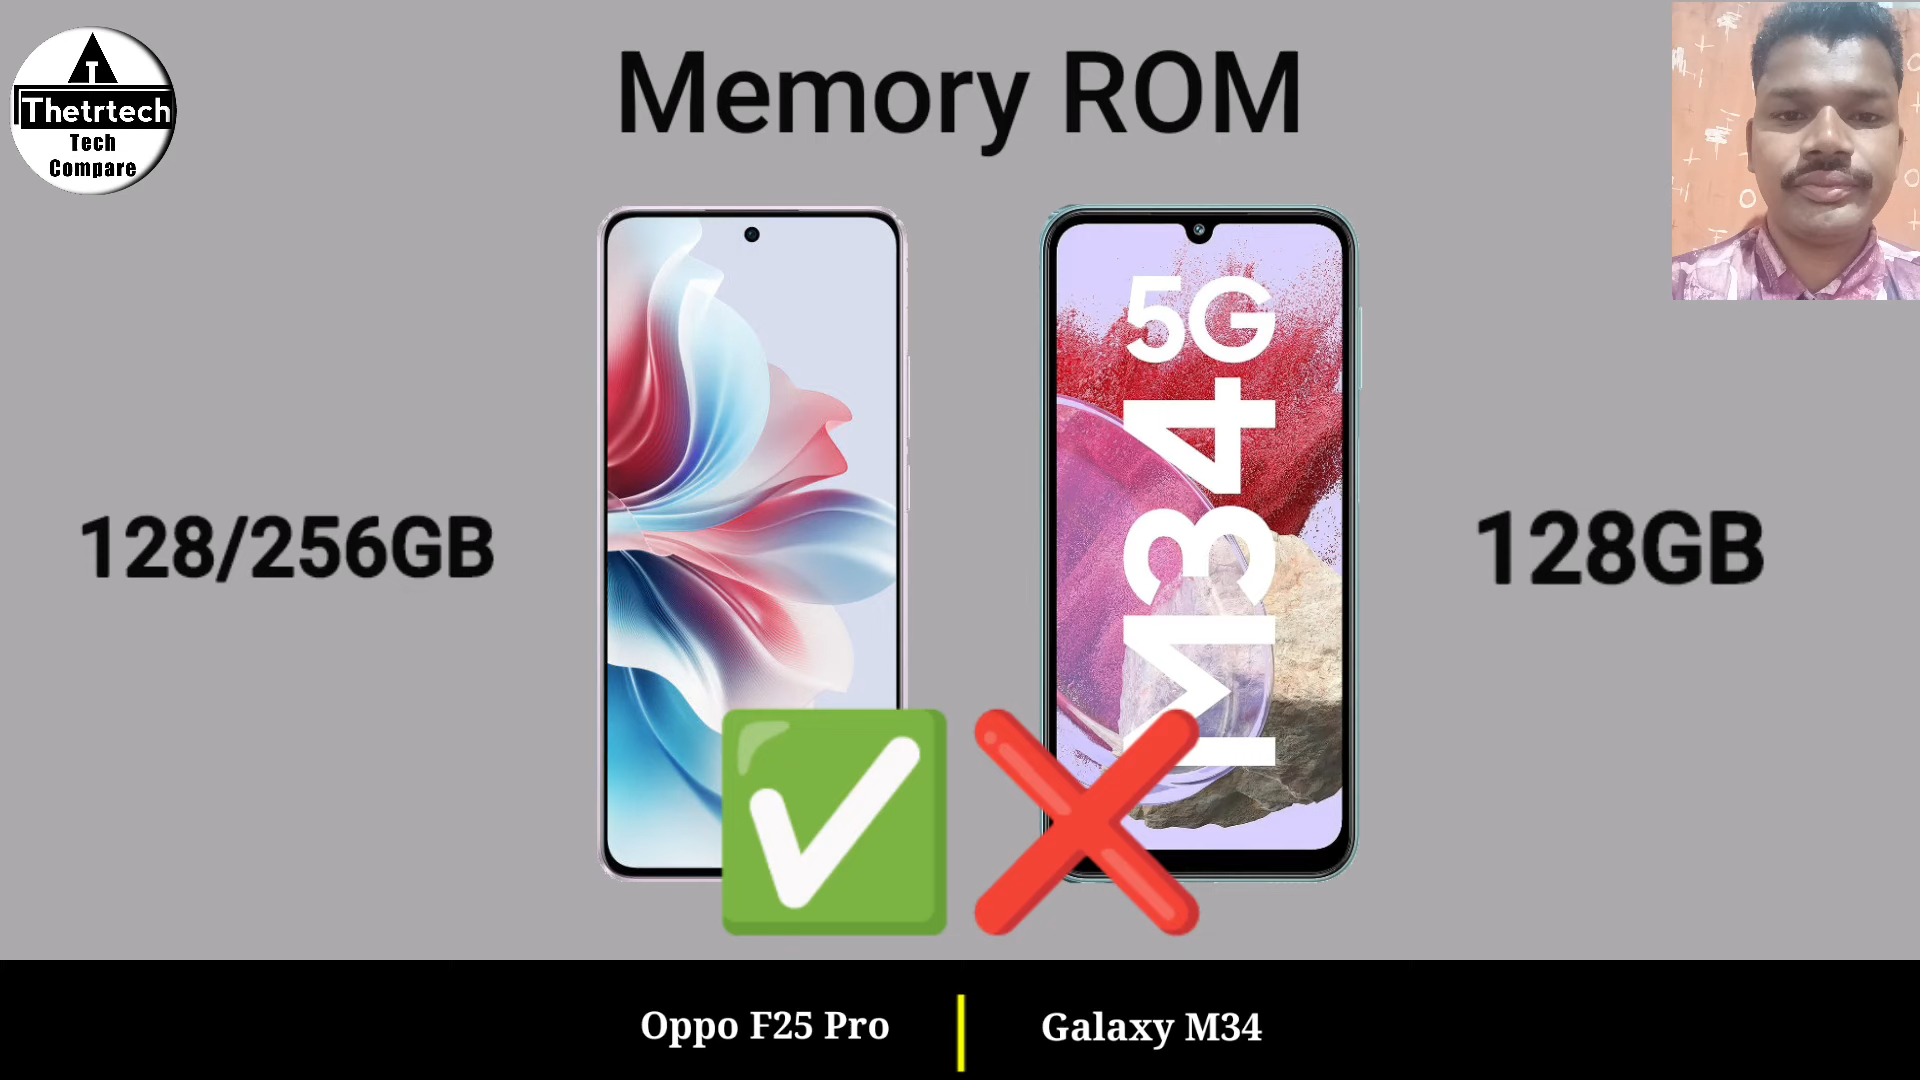 T
Thetrtech
Tech
Compare
Memory ROM
128/256GB
5G
M34
128GB
Oppo F25 Pro
Galaxy M34